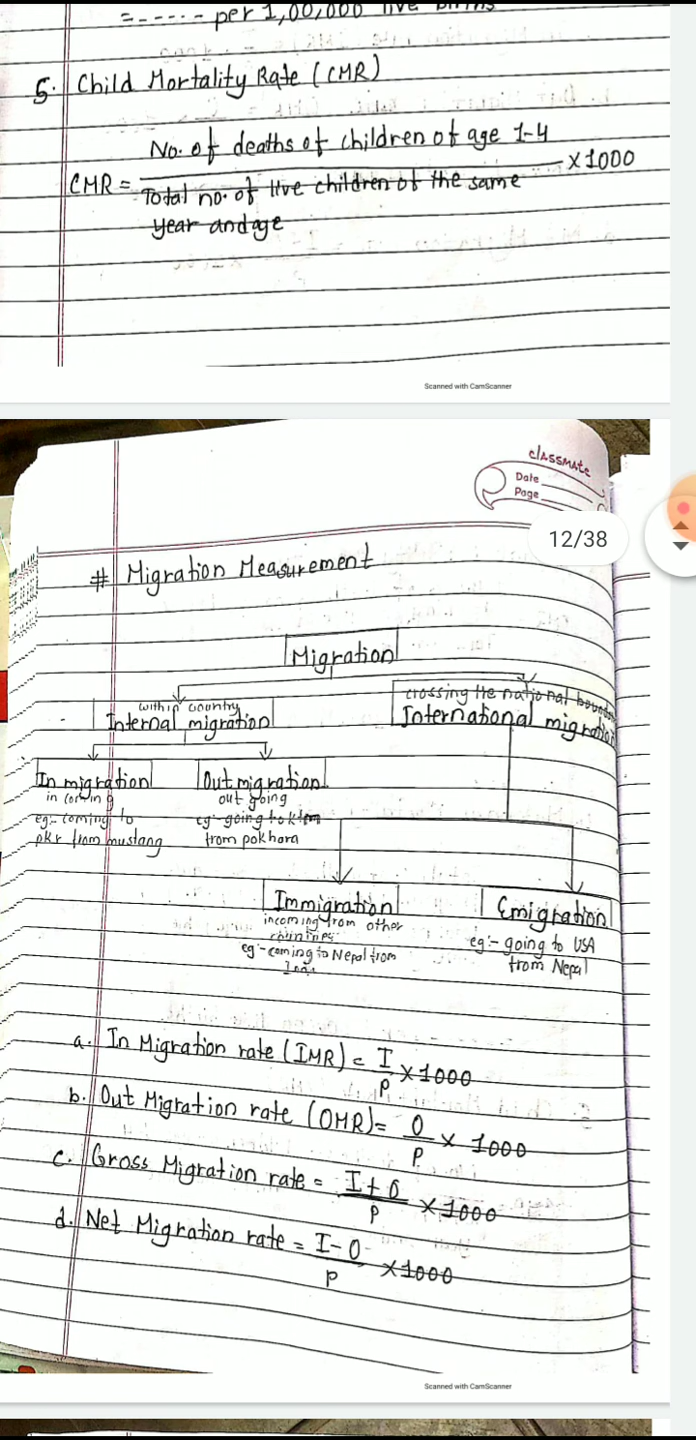 = - - - - - per 1,00,000 live births
5. Child Mortality Rate (CMR)
No. of deaths of children of age 1-4
CMR = × 1000
Total no. of live children of the same
year and age
Scanned with CamScanner
classmate
Date
Page
12/38
# Migration Measurement
Migration
within country
Internal migration
crossing the national
International migration
In migration
in coming
eg:- coming to
pkr from mustang
Out migration
out going
eg:- going to ktm
from pokhara
Immigration
incoming from other
countries
eg:- coming to Nepal from
Emigration
eg:- going to USA
from Nepal
a. In Migration rate (IMR) = I/P × 1000
b. Out Migration rate (OMR) = O/P × 1000
c. Gross Migration rate = I+O/P × 1000
d. Net Migration rate = I-O/P × 1000
Scanned with CamScanner